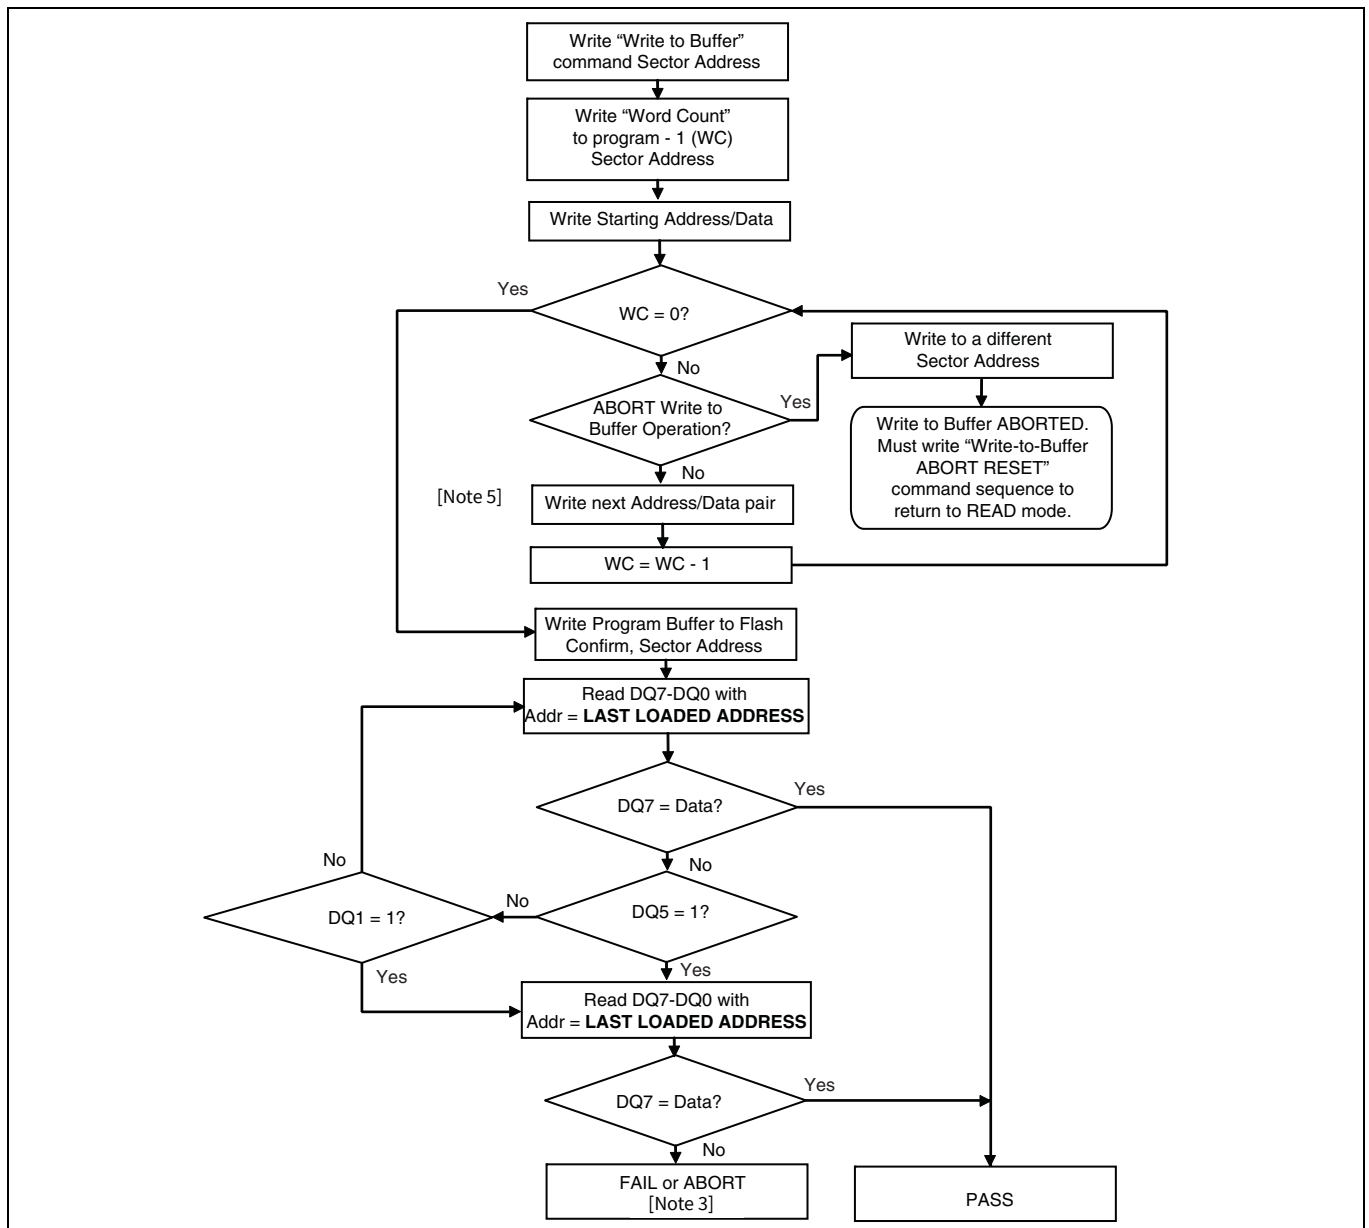 Write “Write to Buffer”
command Sector Address
Write “Word Count”
to program - 1 (WC)
Sector Address
Write Starting Address/Data
Yes
WC = 0?
No
Write to a different
Sector Address
ABORT Write to
Buffer Operation?
Yes
Write to Buffer ABORTED.
Must write “Write-to-Buffer
ABORT RESET”
command sequence to
return to READ mode.
No
[Note 5]
Write next Address/Data pair
WC = WC - 1
Write Program Buffer to Flash
Confirm, Sector Address
Read DQ7-DQ0 with
Addr = LAST LOADED ADDRESS
DQ7 = Data?
Yes
No
No
DQ1 = 1?
No
DQ5 = 1?
Yes
Yes
Read DQ7-DQ0 with
Addr = LAST LOADED ADDRESS
DQ7 = Data?
Yes
No
FAIL or ABORT
[Note 3]
PASS